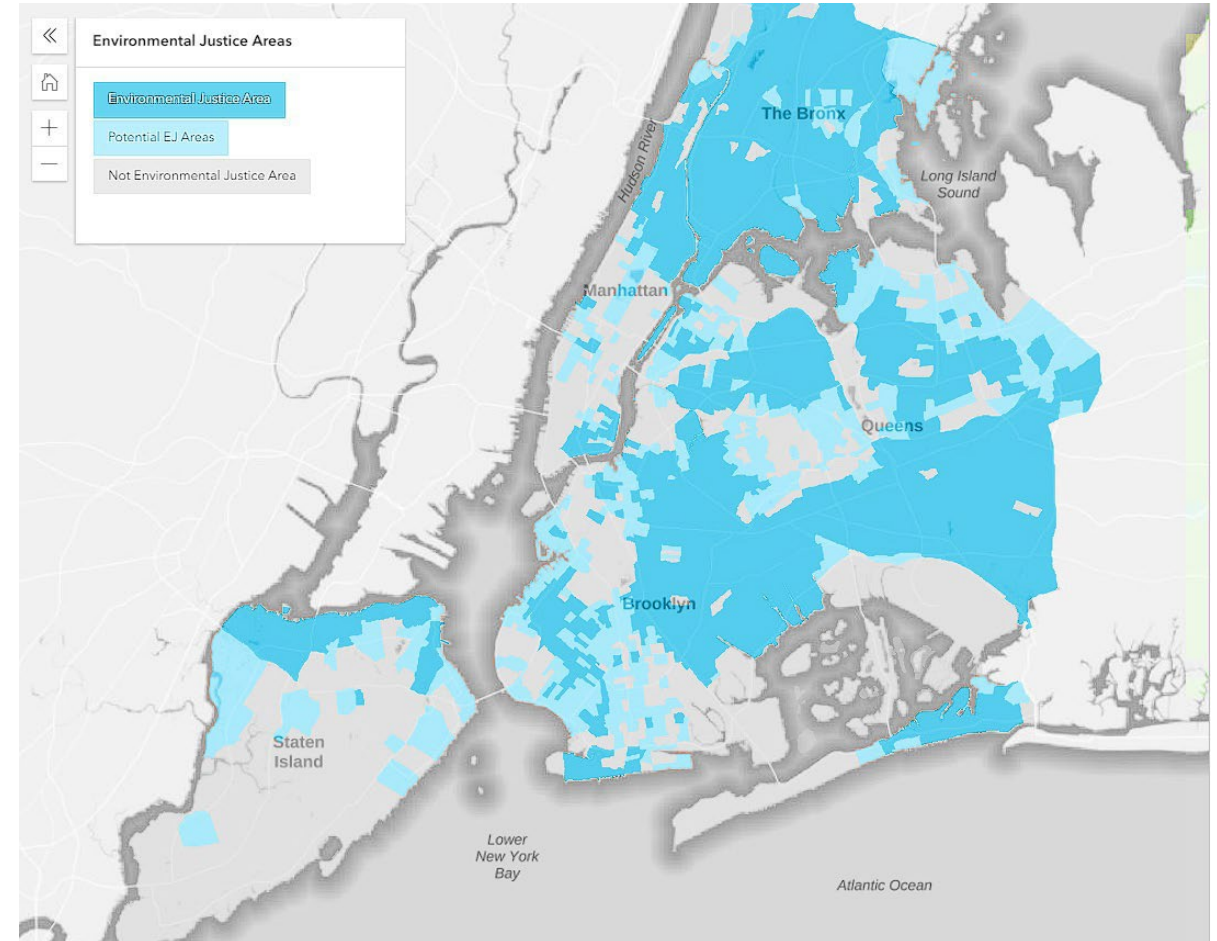 Environmental Justice Areas
Environmental Justice Area
Potential EJ Areas
Not Environmental Justice Area
The Bronx
Hudson River
Long Island
Sound
Manhattan
Queens
Brooklyn
Staten
Island
Lower
New York
Bay
Atlantic Ocean